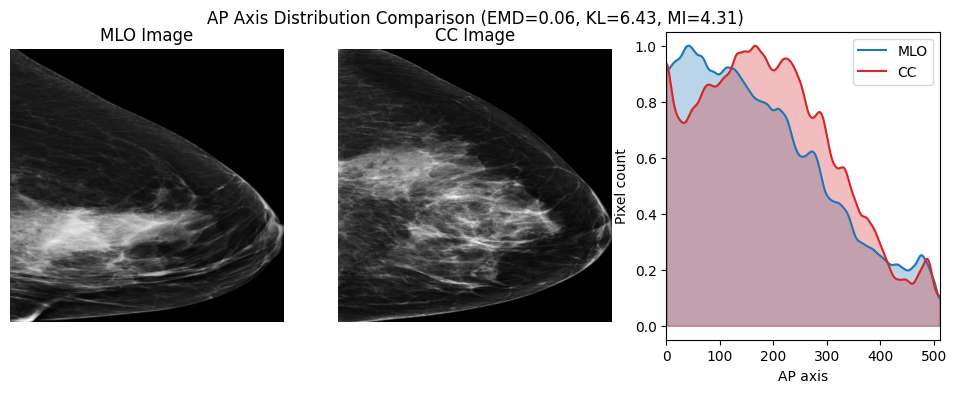 AP Axis Distribution Comparison (EMD=0.06, KL=6.43, MI=4.31)
MLO Image
CC Image
MLO
CC
1.0
0.8
0.6
0.4
0.2
0.0
Pixel count
0 100 200 300 400 500
AP axis